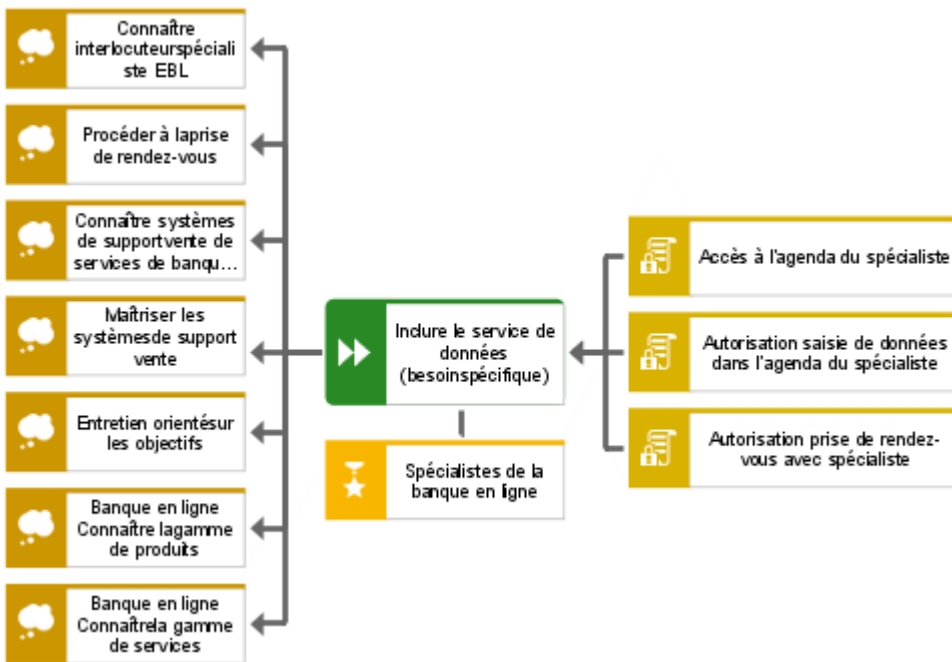 Connaître
interlocuteurspéciali
ste EBL
Procéder à laprise
de rendez-vous
Connaître systèmes
de supportvente de
services de banqu...
Maîtriser les
systèmesde support
vente
Entretien orientésur
les objectifs
Banque en ligne
Connaître lagamme
de produits
Banque en ligne
Connaîtrela gamme
de services
Inclure le service de
données
(besoinspécifique)
Spécialistes de la
banque en ligne
Accès à l'agenda du spécialiste
Autorisation saisie de données
dans l'agenda du spécialiste
Autorisation prise de rendez-
vous avec spécialiste